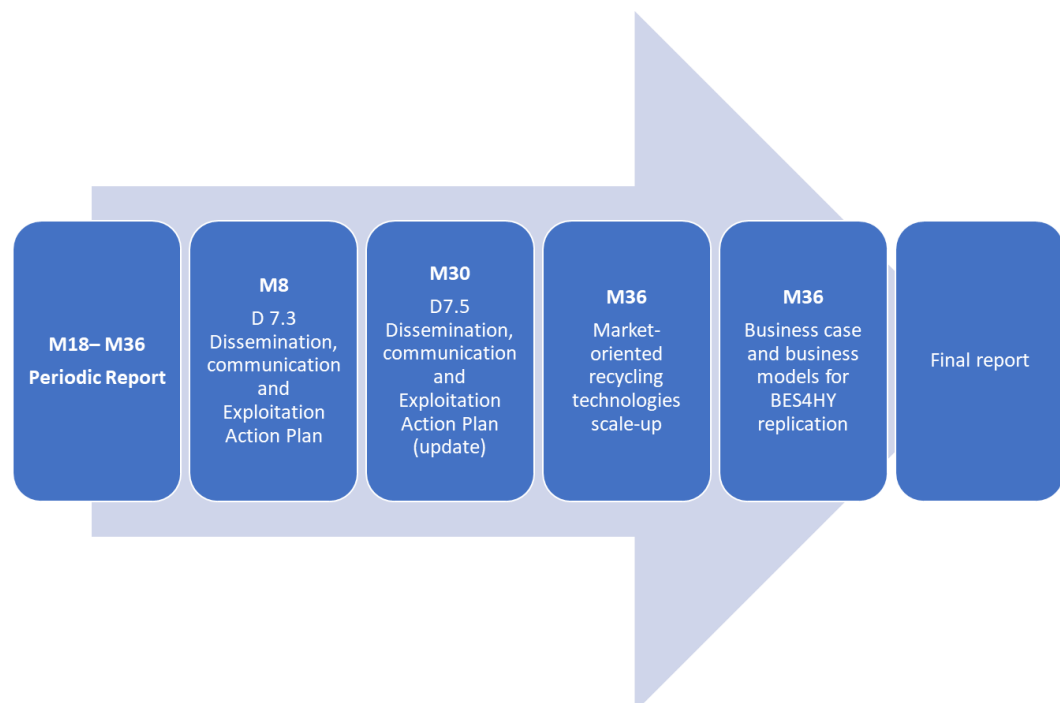 M18– M36
Periodic Report
M8
D 7.3
Dissemination,
communication
and
Exploitation
Action Plan
M30
D7.5
Dissemination,
communication
and
Exploitation
Action Plan
(update)
M36
Market-
oriented
recycling
technologies
scale-up
M36
Business case
and business
models for
BES4HY
replication
Final report